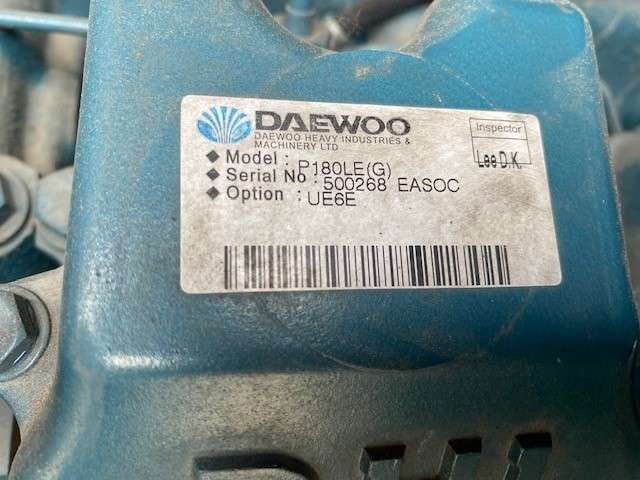 DAEWOO
DAEWOO HEAVY INDUSTRIES &
MACHINERY LTD
Inspector
Lee D.K.
◆ Model : P180LE(G)
◆ Serial No : 500268 EASOC
◆ Option : UE6E